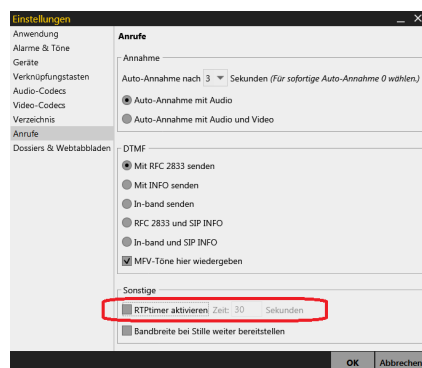 Einstellungen
Anwendung
Alarme & Töne
Geräte
Verknüpfungstasten
Audio-Codecs
Video-Codecs
Verzeichnis
Anrufe
Dossiers & Webtabbladen
Anrufe
Annahme
Auto-Annahme nach 3 Sekunden (Für sofortige Auto-Annahme 0 wählen.)
Auto-Annahme mit Audio
Auto-Annahme mit Audio und Video
DTMF
Mit RFC 2833 senden
Mit INFO senden
In-band senden
RFC 2833 und SIP INFO
In-band und SIP INFO
MFV-Töne hier wiedergeben
Sonstige
RTPtimer aktivieren Zeit: 30 Sekunden
Bandbreite bei Stille weiter bereitstellen
OK Abbrechen